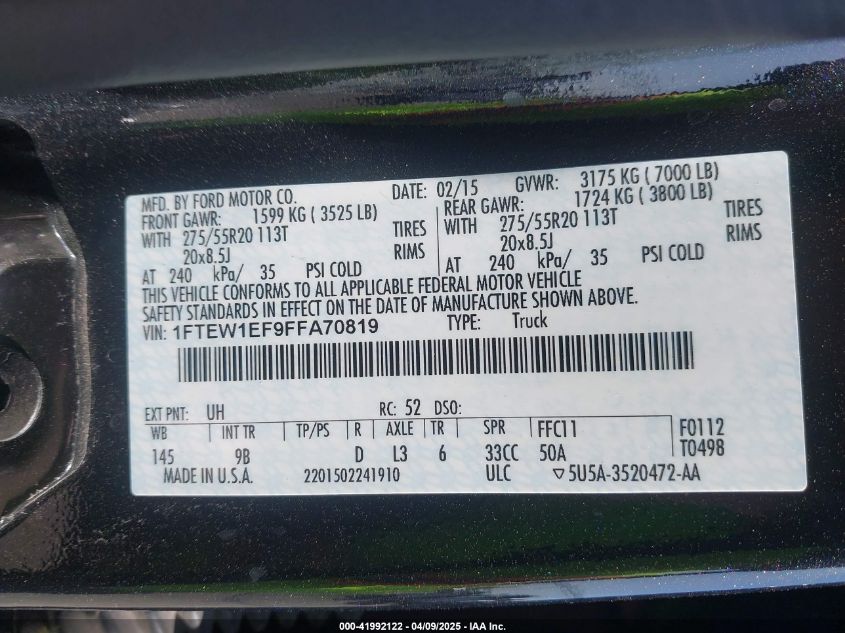 MFD. BY FORD MOTOR CO. DATE: 02/15 GVWR: 3175 KG ( 7000 LB)
FRONT GAWR: 1599 KG ( 3525 LB) REAR GAWR: 1724 KG ( 3800 LB)
WITH 275/55R20 113T TIRES WITH 275/55R20 113T TIRES
20x8.5J RIMS 20x8.5J RIMS
AT 240 kPa/ 35 PSI COLD AT 240 kPa/ 35 PSI COLD
THIS VEHICLE CONFORMS TO ALL APPLICABLE FEDERAL MOTOR VEHICLE
SAFETY STANDARDS IN EFFECT ON THE DATE OF MANUFACTURE SHOWN ABOVE.
VIN: 1FTEW1EF9FFA70819 TYPE: Truck
EXT PNT: UH RC: 52 DSO:
WB INT TR TP/PS R AXLE TR SPR FFC11 F0112
145 9B D L3 6 33CC 50A T0498
MADE IN U.S.A. 2201502241910 ULC ▽5U5A-3520472-AA
000-41992122 - 04/09/2025 - IAA Inc.